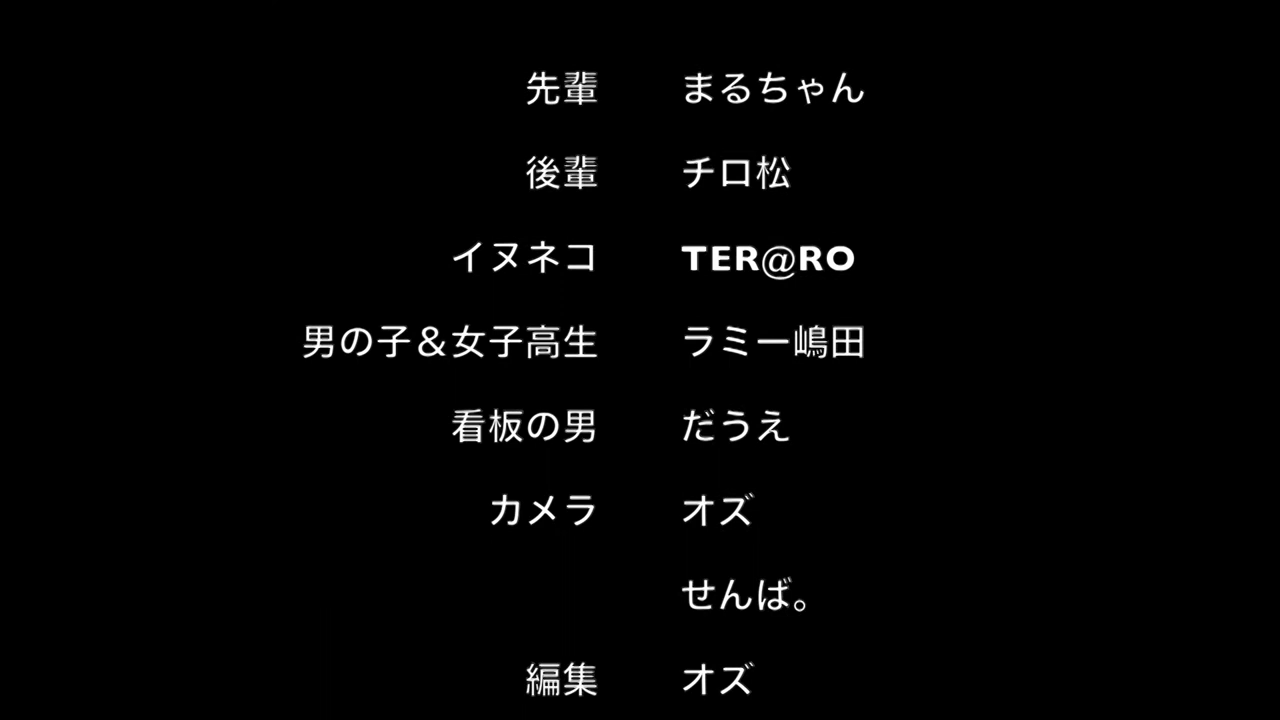 先輩 まるちゃん
後輩 チロ松
イヌネコ TER@RO
男の子＆女子高生 ラミー嶋田
看板の男 だうえ
カメラ オズ
せんば。
編集 オズ